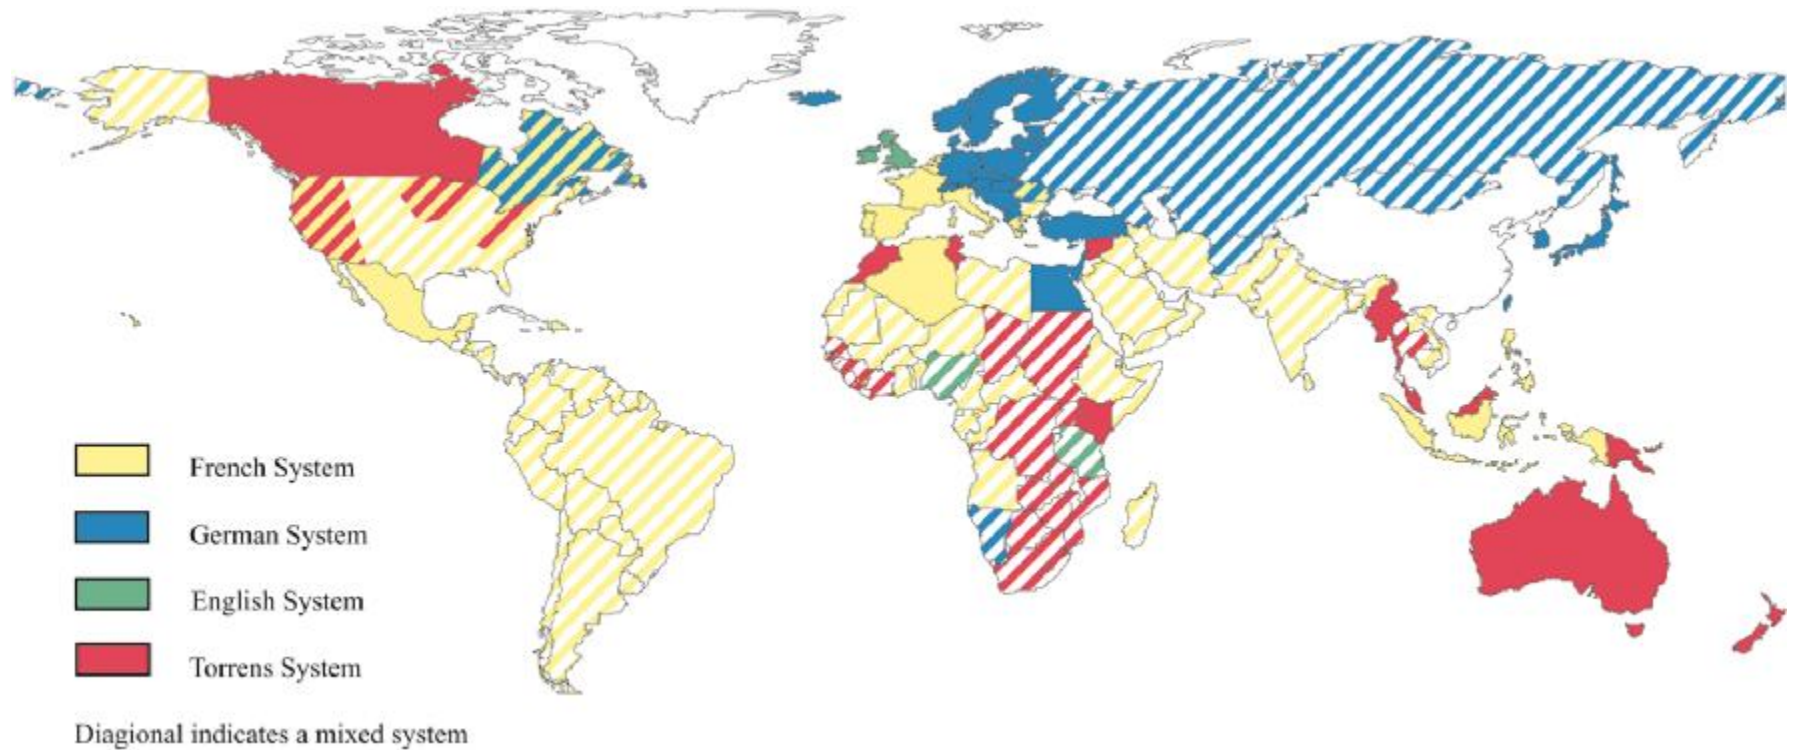 French System
German System
English System
Torrens System
Diagional indicates a mixed system